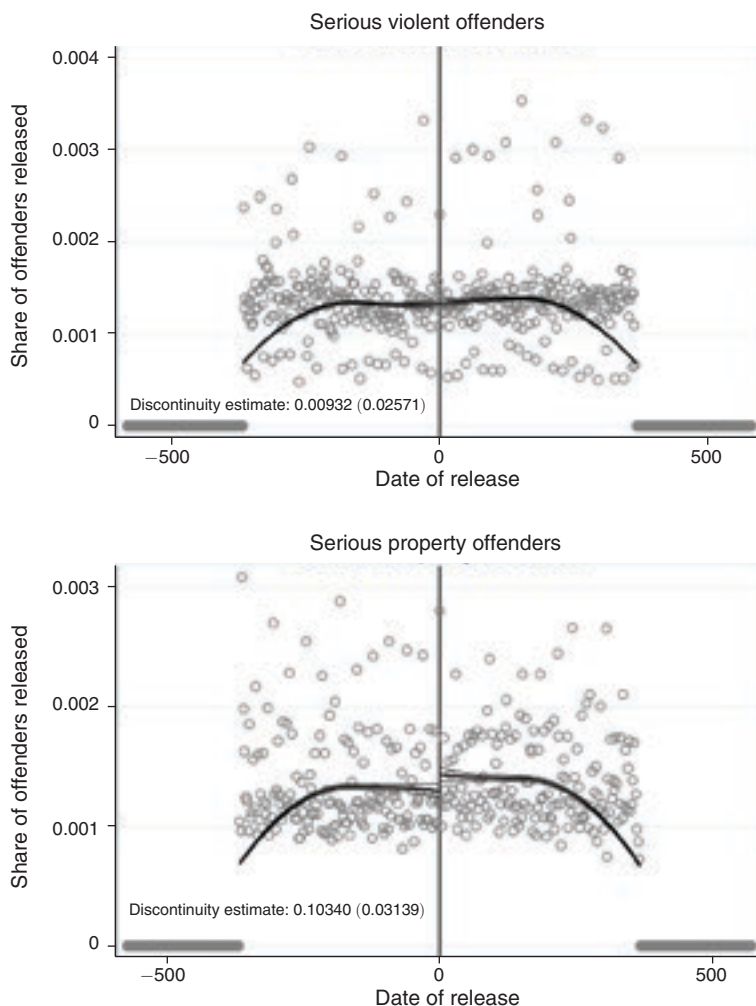 Serious violent offenders
0.004
0.003
0.002
0.001
0
Share of offenders released
Discontinuity estimate: 0.00932 (0.02571)
−500
0
500
Date of release
Serious property offenders
0.003
0.002
0.001
0
Share of offenders released
Discontinuity estimate: 0.10340 (0.03139)
−500
0
500
Date of release